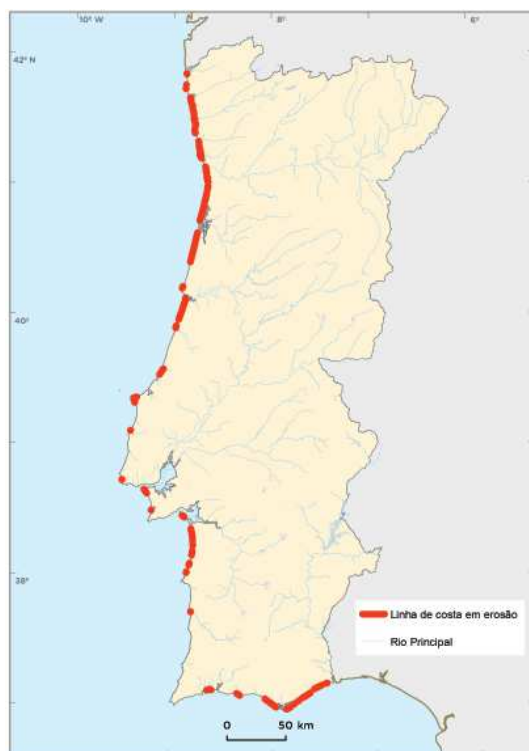 10° W
8°
6°
42° N
40°
38°
Linha de costa em erosão
Rio Principal
0 50 km